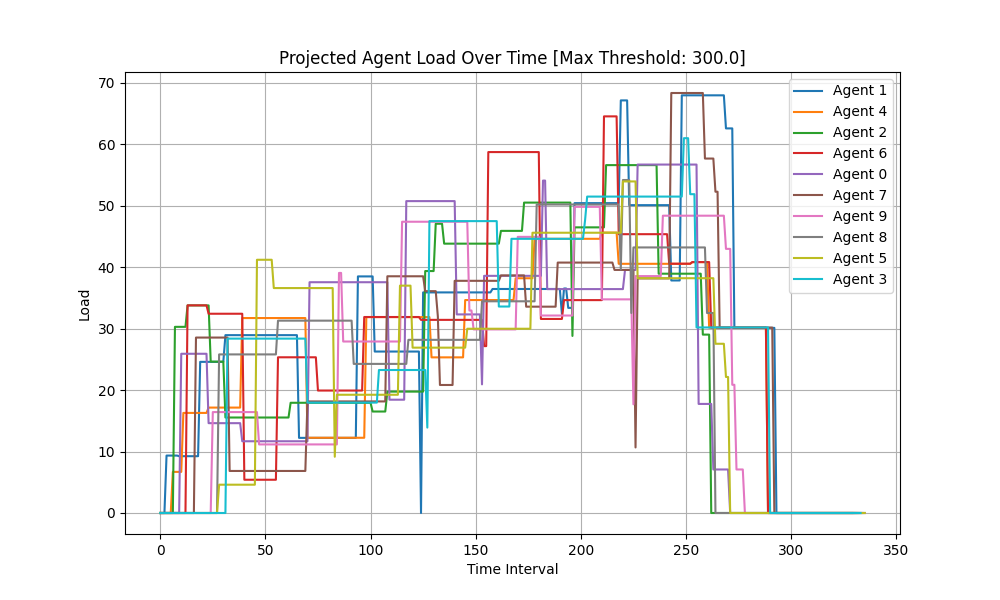 Projected Agent Load Over Time [Max Threshold: 300.0]
Load
70
60
50
40
30
20
10
0
0 50 100 150 200 250 300 350
Time Interval
Agent 1
Agent 4
Agent 2
Agent 6
Agent 0
Agent 7
Agent 9
Agent 8
Agent 5
Agent 3